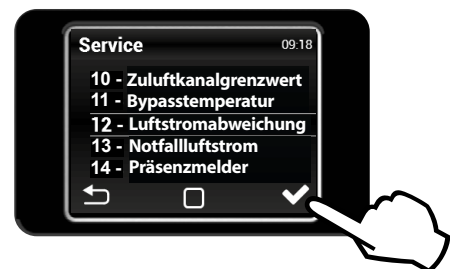 Service 09:18
10 - Zuluftkanalgrenzwert
11 - Bypasstemperatur
12 - Luftstromabweichung
13 - Notfallluftstrom
14 - Präsenzmelder